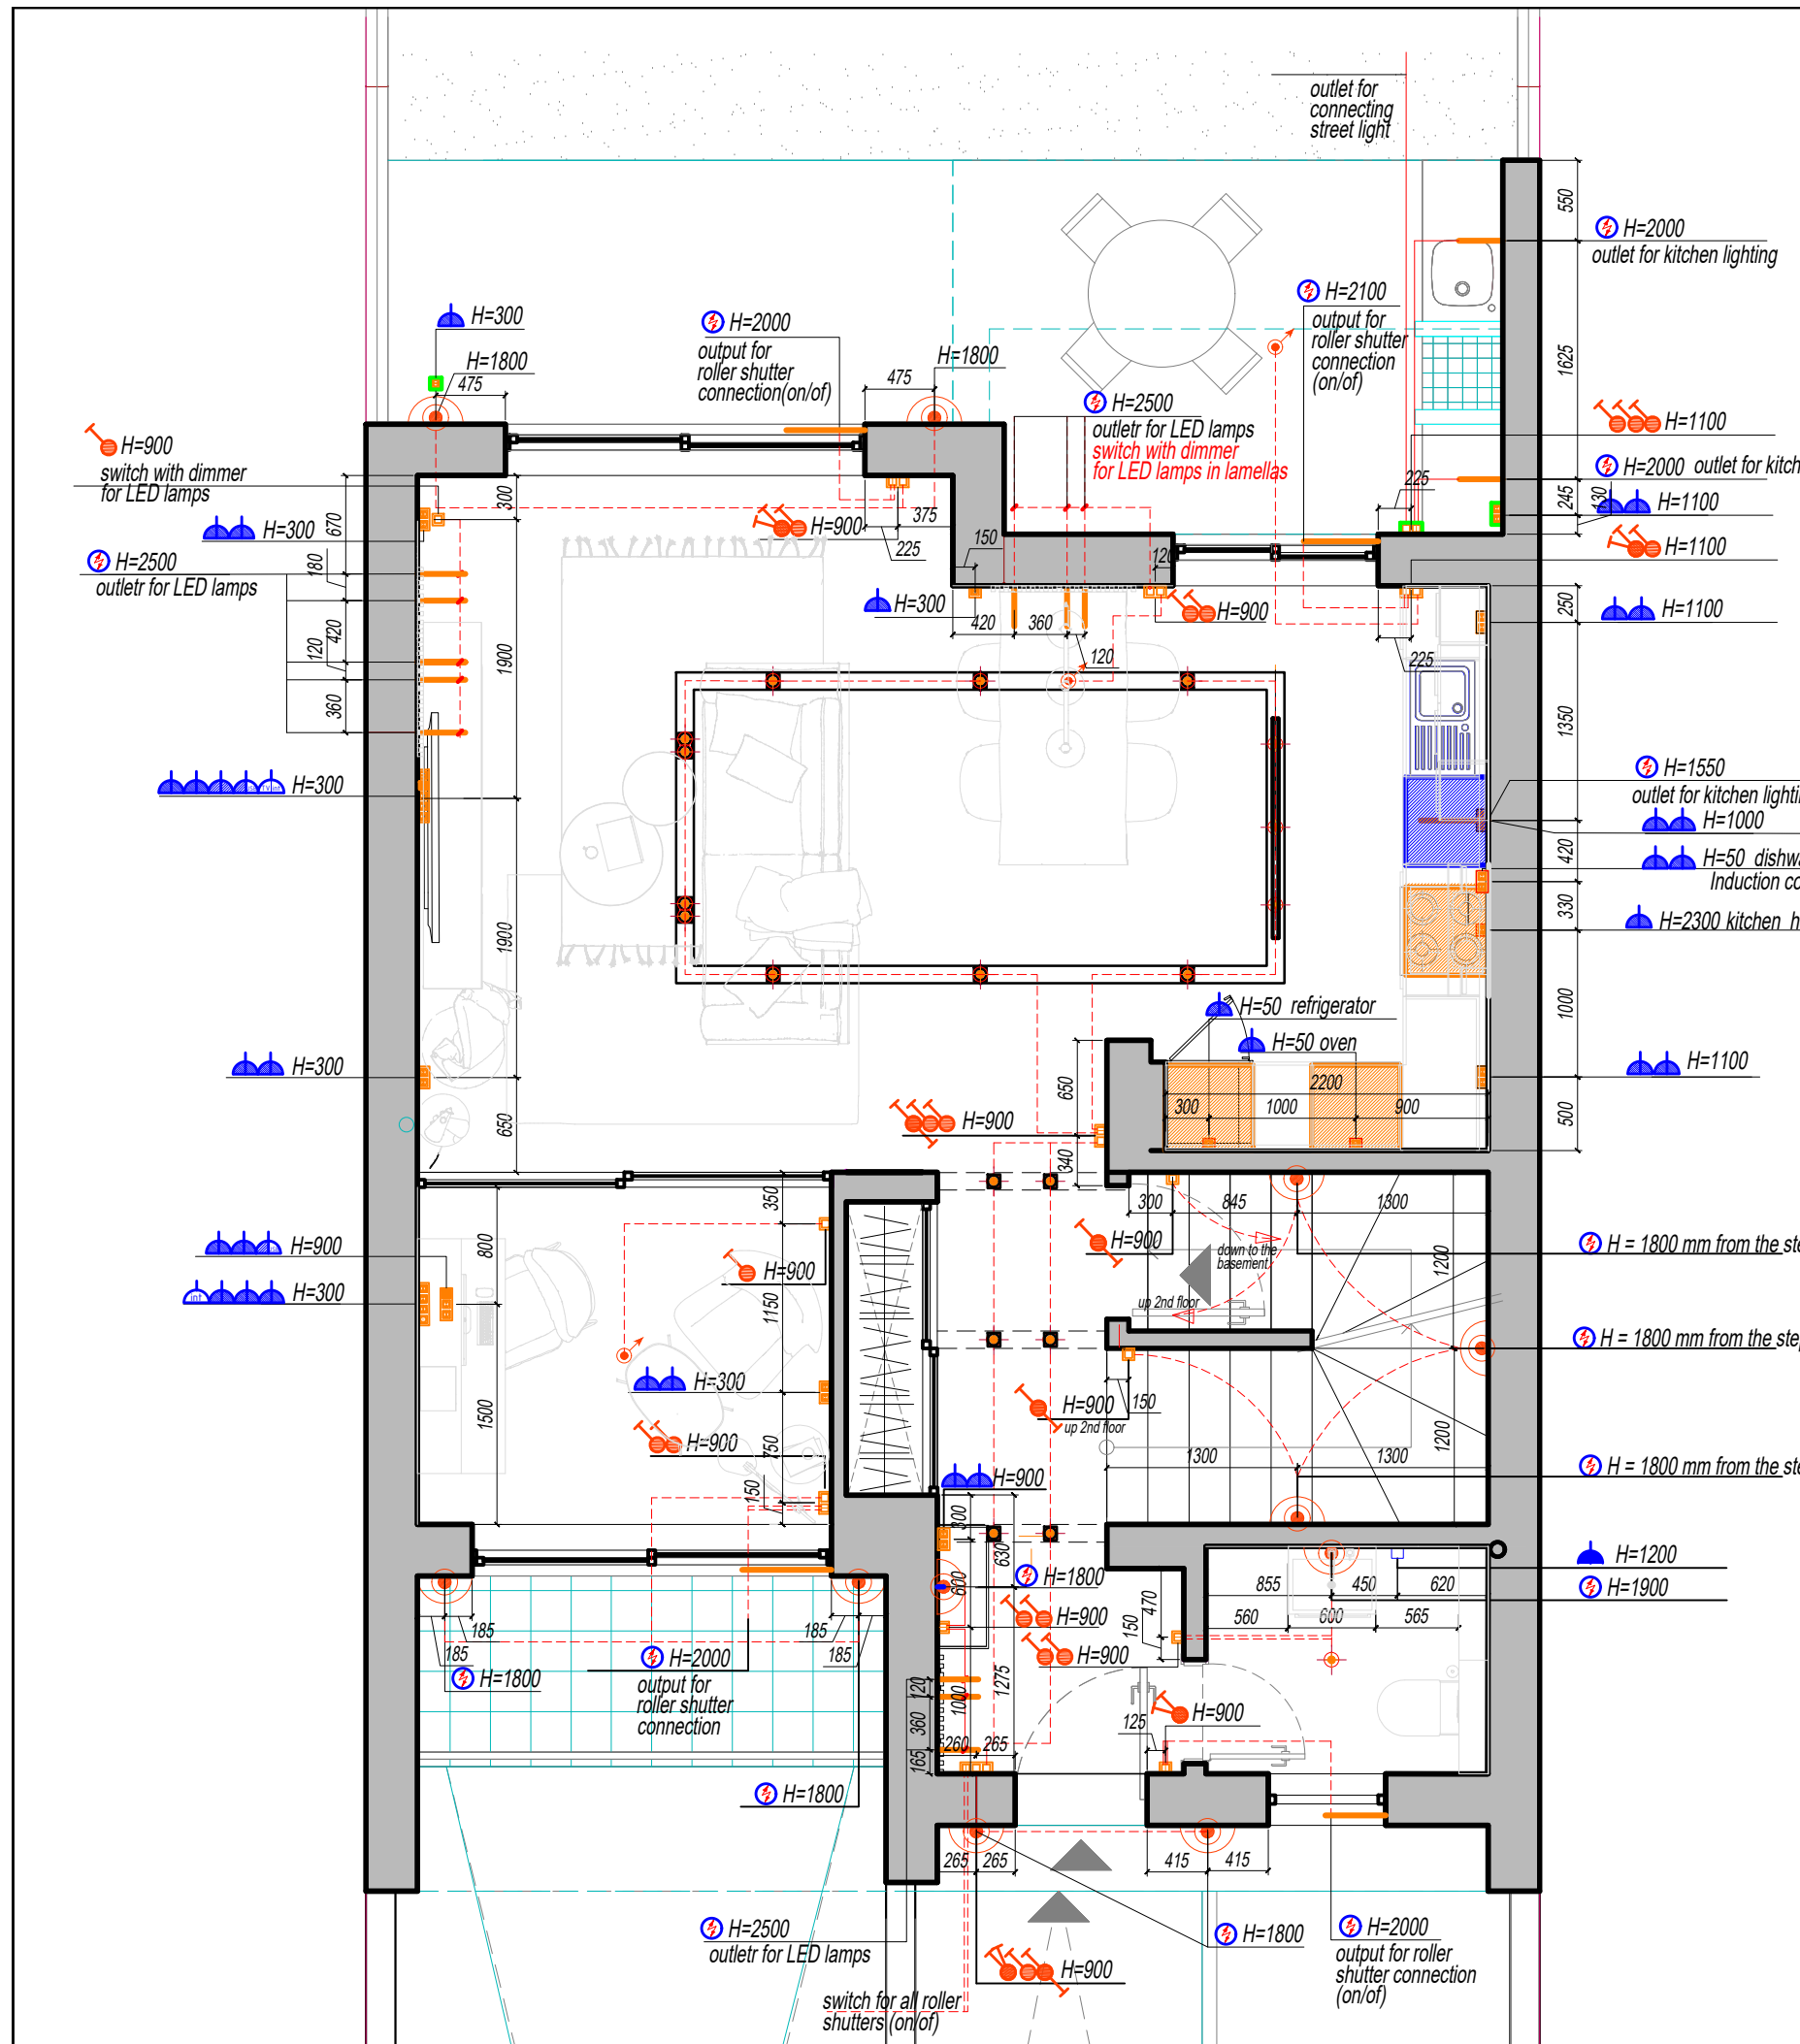 outlet for
connecting
street light
550
H=2000
outlet for kitchen lighting
H=2100
output for
roller shutter
connection
(on/of)
H=300
H=1800
475
H=2000
output for
roller shutter
connection(on/of)
H=1800
475
1625
H=2500
outletr for LED lamps
switch with dimmer
for LED lamps in lamellas
H=900
switch with dimmer
for LED lamps
H=1100
H=2000 outlet for kitch
225
245
130
H=1100
H=300
670
300
H=900
375
225
150
120
H=1100
H=2500
outletr for LED lamps
180
H=300
420
360
H=900
250
H=1100
120
420
1900
120
225
360
1350
H=300
H=1550
outlet for kitchen lightin
H=1000
420
H=50 dishwa
Induction co
330
H=2300 kitchen h
1900
1000
H=50 refrigerator
H=50 oven
H=300
H=1100
2200
300
1000
900
650
500
H=900
650
340
350
300
845
1300
800
H=900
H=900
down to the
basement
1200
H = 1800 mm from the ste
H=900
H=300
1150
up 2nd floor
H = 1800 mm from the step
H=300
H=900
150
up 2nd floor
1500
H=900
750
1300
1300
1200
H = 1800 mm from the ste
H=900
150
300
630
H=1200
H=1800
600
855
450
620
H=1900
560
600
565
H=900
470
150
185
185
185
185
H=900
H=1800
H=2000
output for
roller shutter
connection
120
1000
1275
360
H=900
125
260
265
165
H=1800
265
265
415
415
H=2500
outletr for LED lamps
H=1800
H=2000
output for roller
shutter connection
(on/of)
H=900
switch for all roller
shutters (on/of)